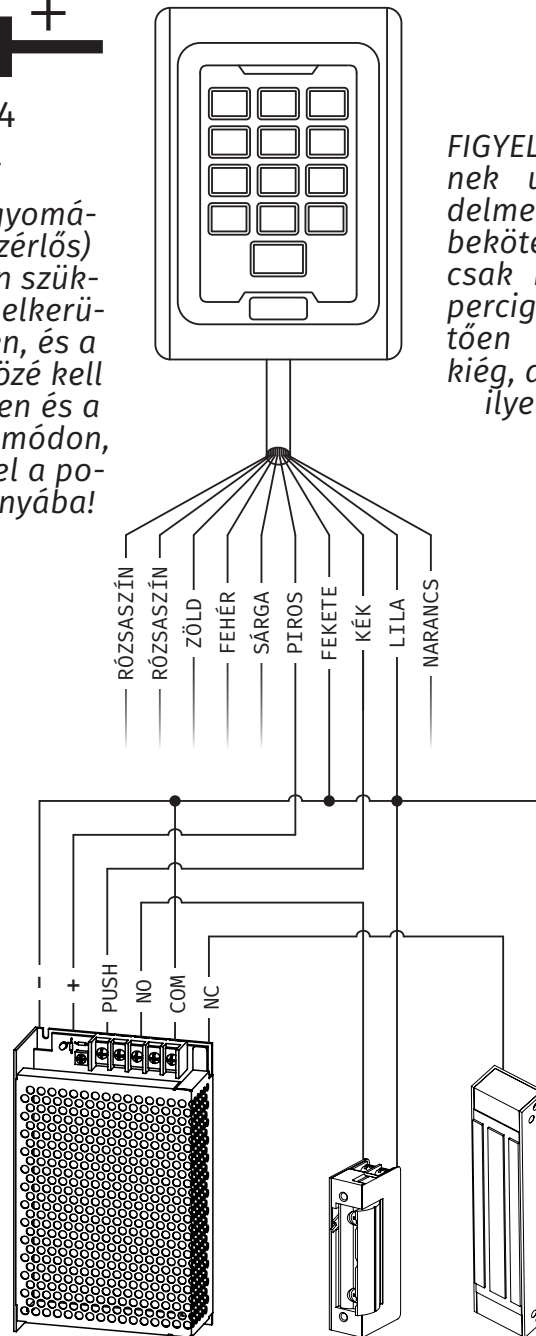 +
4
gyomá-
zérlős)
n szük-
elkerü-
en, és a
özé kell
en és a
módon,
el a po-
nyába!
FIGYEL
nek u
delme
beköte
csak
percig
tően
kiég, a
ilye
RÓZSASZÍN
RÓZSASZÍN
ZÖLD
FEHÉR
SÁRGA
PIROS
FEKETE
KÉK
LILA
NARANCS
-
+
PUSH
NO
COM
NC